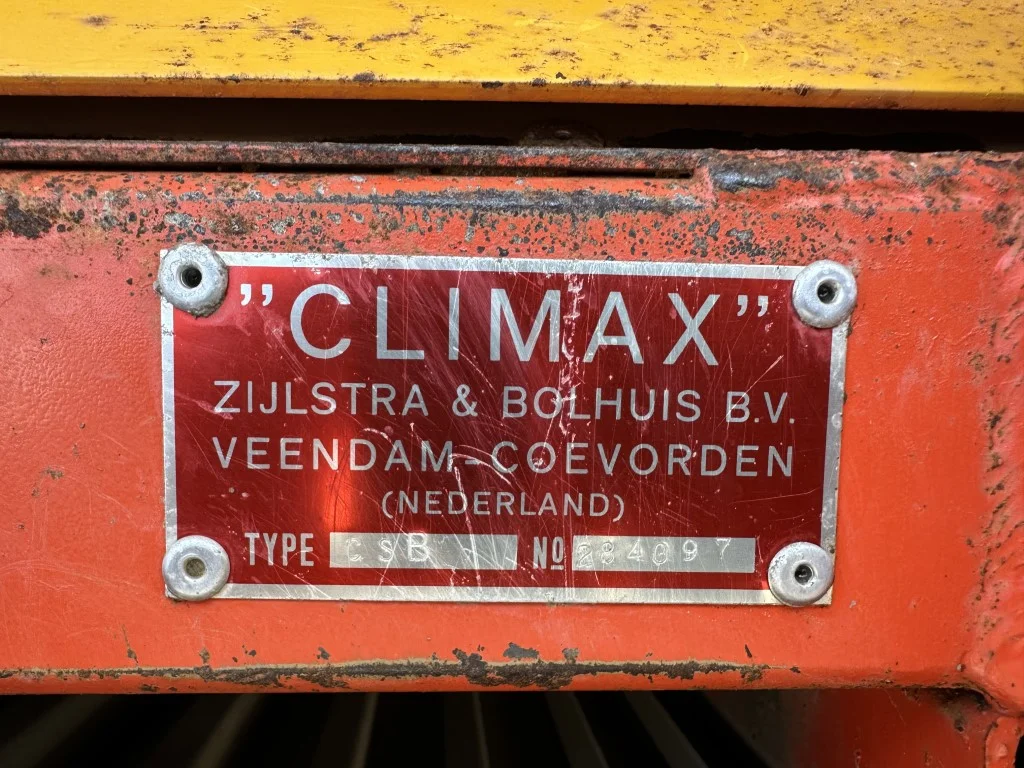 "CLIMAX"
ZIJLSTRA & BOLHUIS B.V.
VEENDAM-COEVORDEN
(NEDERLAND)
TYPE CSB Nº 284097